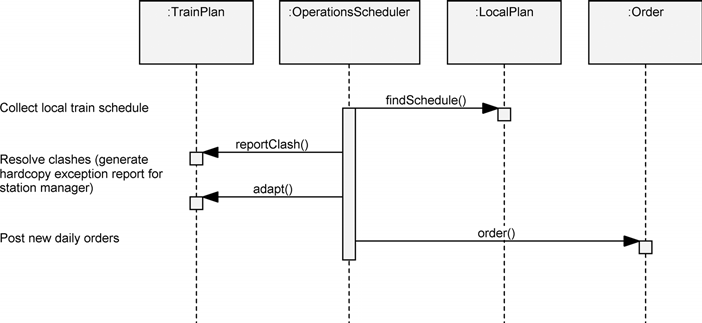 :TrainPlan
:OperationsScheduler
:LocalPlan
:Order
Collect local train schedule
findSchedule()
reportClash()
Resolve clashes (generate
hardcopy exception report for
station manager)
adapt()
Post new daily orders
order()